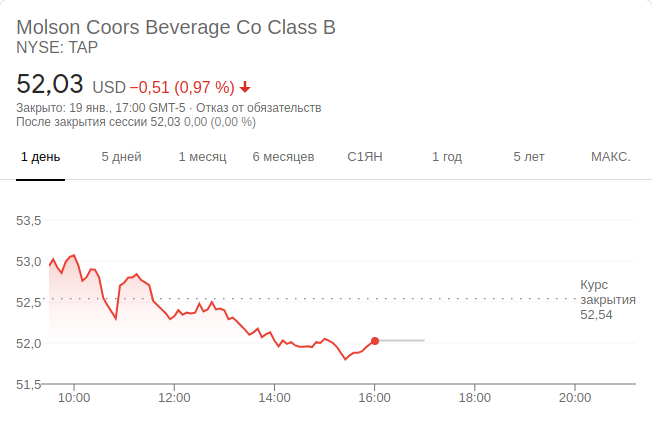 Molson Coors Beverage Co Class B
NYSE: TAP
52,03 USD −0,51 (0,97 %)
Закрыто: 19 янв., 17:00 GMT-5 · Отказ от обязательств
После закрытия сессии 52,03 0,00 (0,00 %)
1 день 5 дней 1 месяц 6 месяцев С1ЯН 1 год 5 лет МАКС.
53,5
53,0
52,5
52,0
51,5
Курс
закрытия
52,54
10:00 12:00 14:00 16:00 18:00 20:00